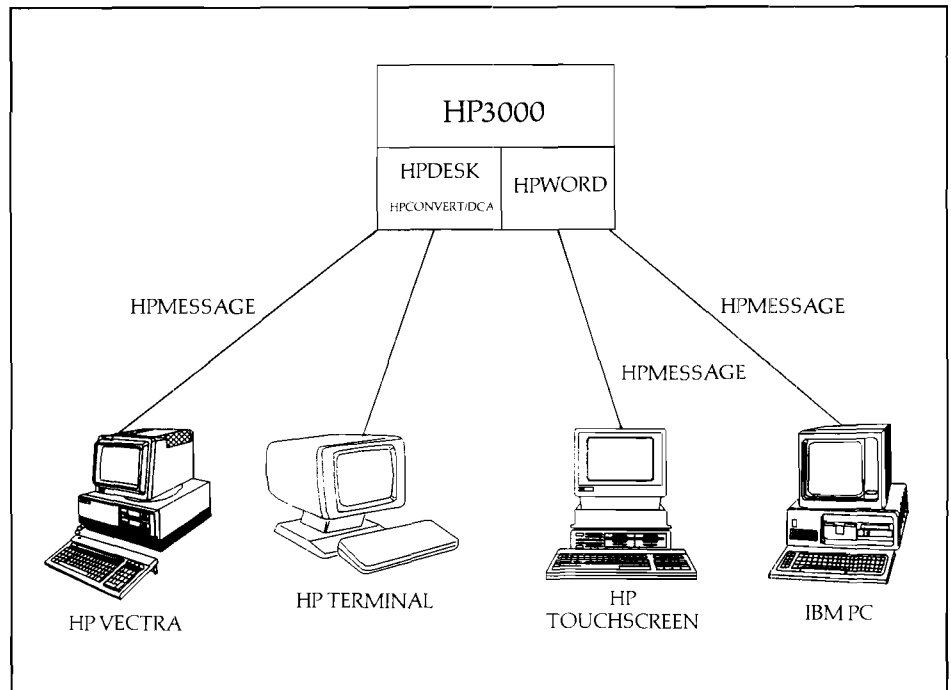 HP3000
HPDESK
HPCONVERT/DCA
HPWORD
HPMESSAGE
HPMESSAGE
HPMESSAGE
HP VECTRA
HP TERMINAL
HP
TOUCHSCREEN
IBM PC